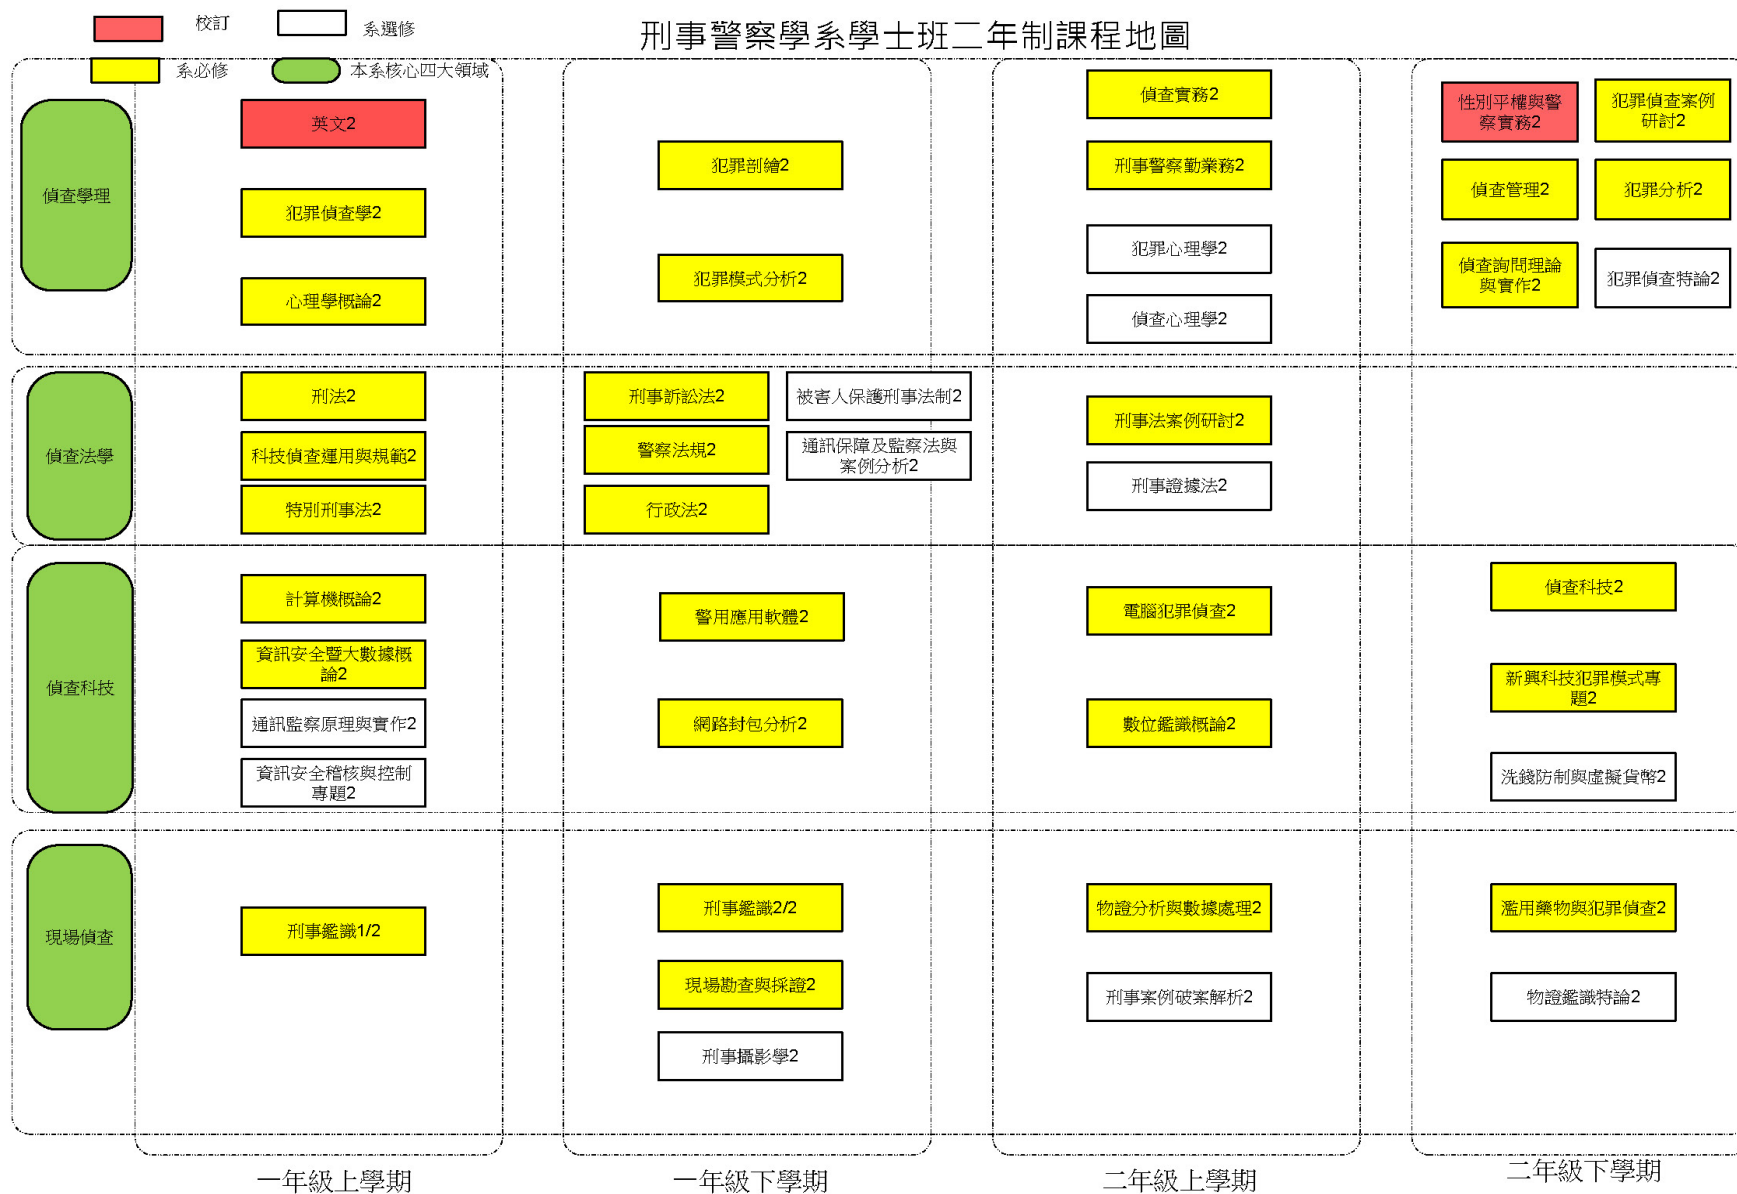 校訂
系選修
刑事警察學系學士班二年制課程地圖
系必修
本系核心四大領域
偵查學理
英文2
犯罪偵查學2
心理學概論2
犯罪剖繪2
犯罪模式分析2
偵查實務2
刑事警察勤業務2
犯罪心理學2
偵查心理學2
性別平權與警
察實務2
犯罪偵查案例
研討2
偵查管理2
犯罪分析2
偵查詢問理論
與實作2
犯罪偵查特論2
偵查法學
刑法2
科技偵查運用與規範2
特別刑事法2
刑事訴訟法2
警察法規2
行政法2
被害人保護刑事法制2
通訊保障及監察法與
案例分析2
刑事法案例研討2
刑事證據法2
偵查科技
計算機概論2
資訊安全暨大數據概
論2
通訊監察原理與實作2
資訊安全稽核與控制
專題2
警用應用軟體2
網路封包分析2
電腦犯罪偵查2
數位鑑識概論2
偵查科技2
新興科技犯罪模式專
題2
洗錢防制與虛擬貨幣2
現場偵查
刑事鑑識1/2
刑事鑑識2/2
現場勘查與採證2
刑事攝影學2
物證分析與數據處理2
刑事案例破案解析2
濫用藥物與犯罪偵查2
物證鑑識特論2
一年級上學期
一年級下學期
二年級上學期
二年級下學期